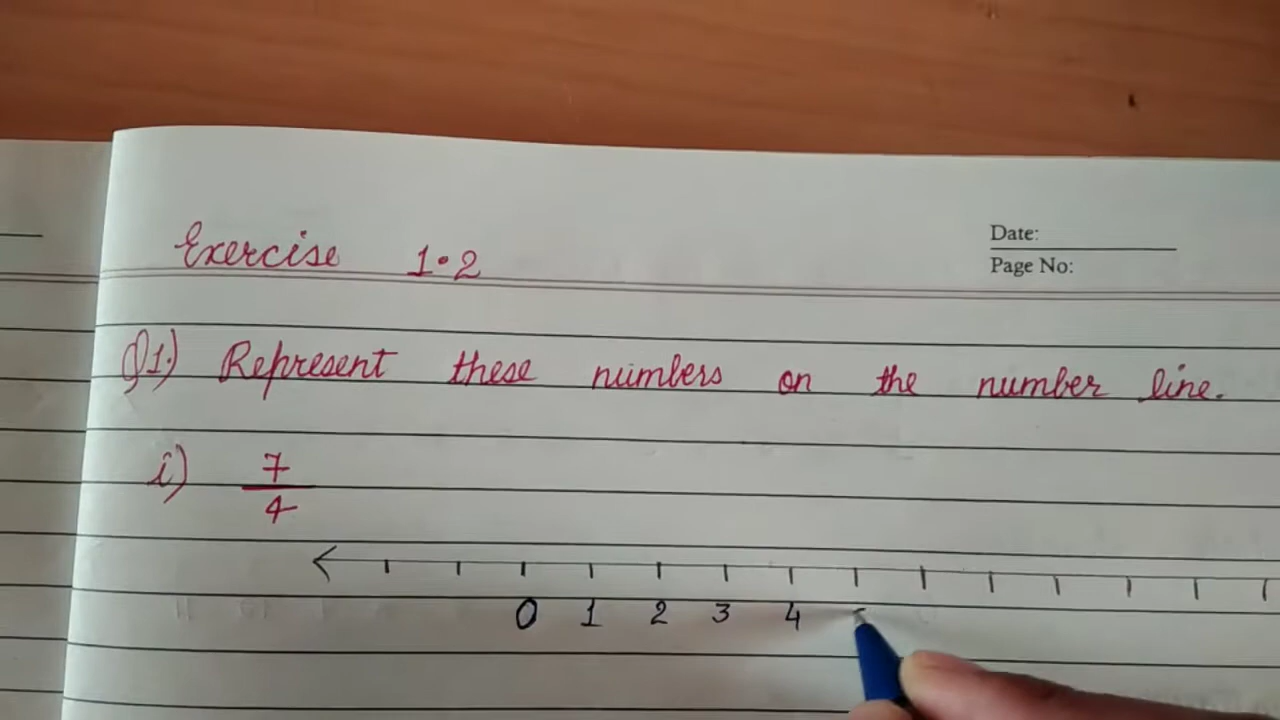 Date:
Page No:
Exercise 1.2
Q1.) Represent these numbers on the number line.
i) 7/4
0 1 2 3 4